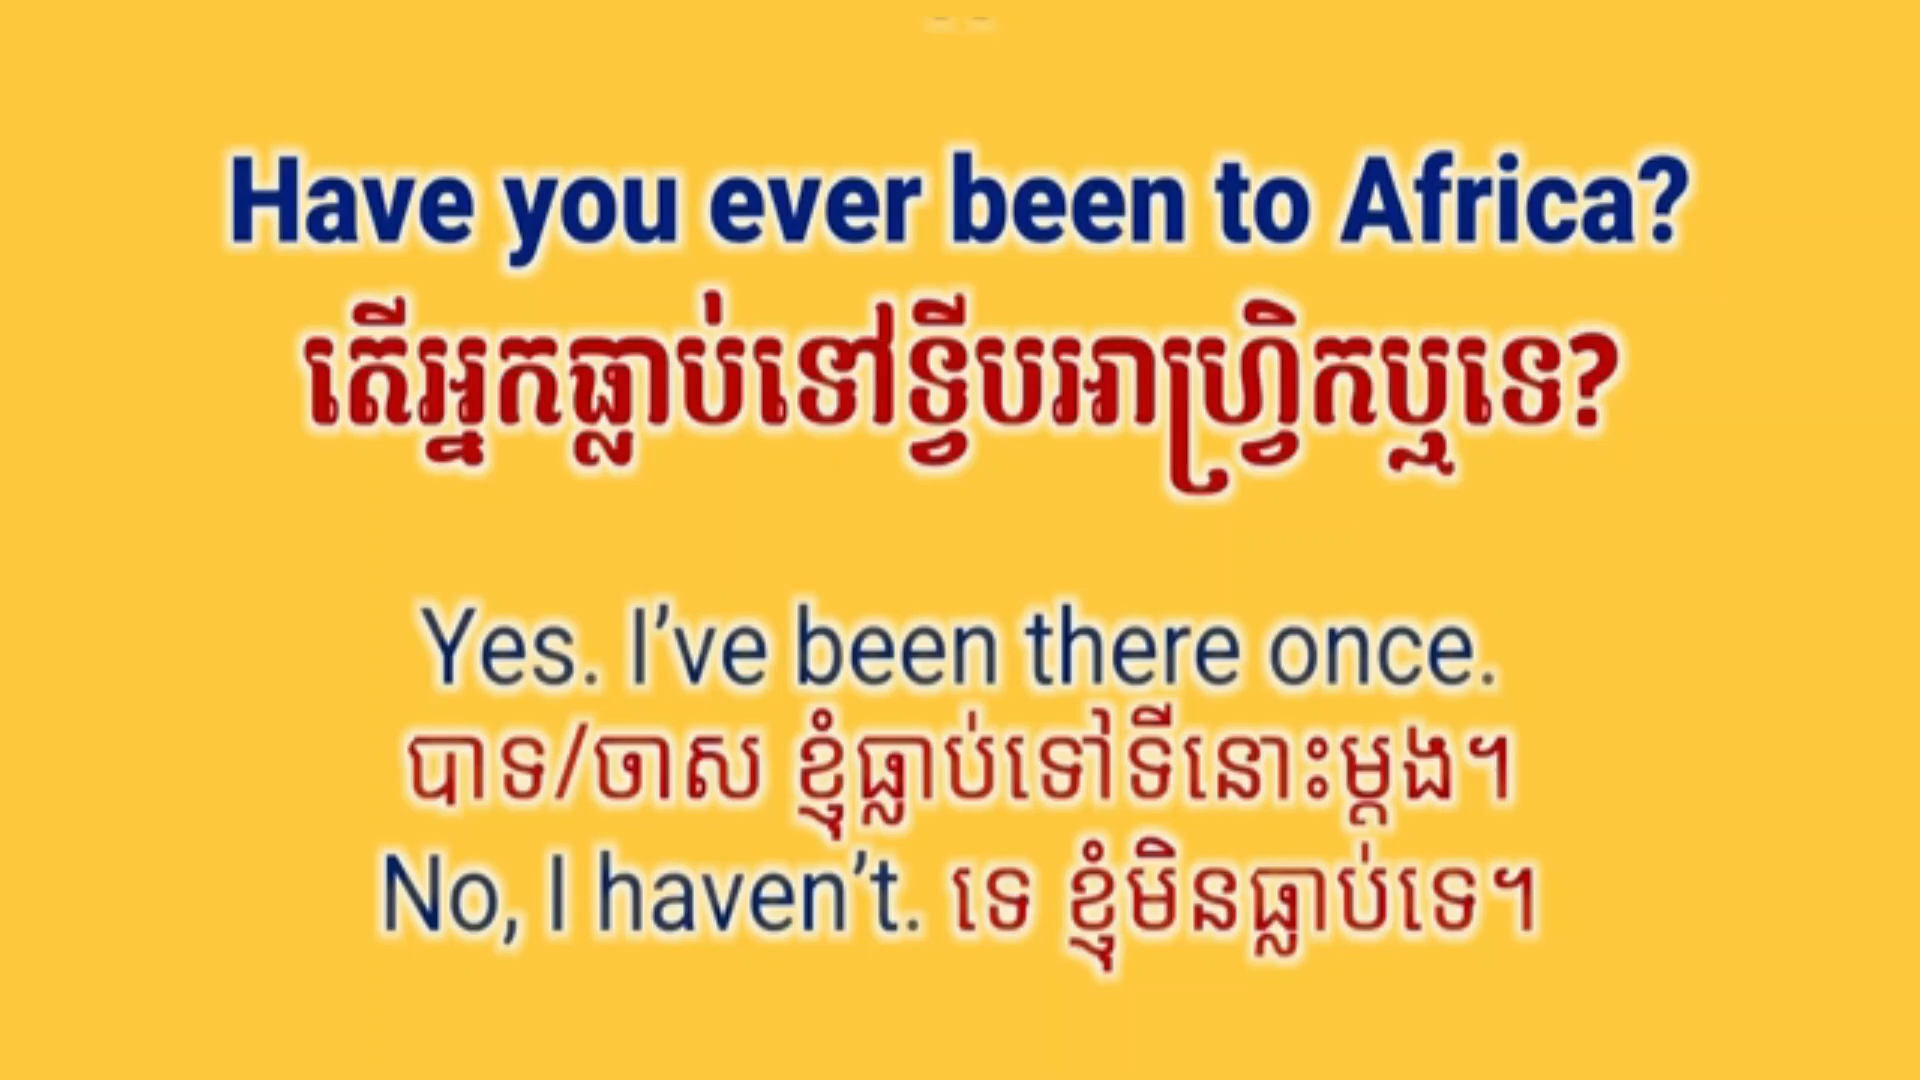 Have you ever been to Africa?
តើអ្នកធ្លាប់ទៅទ្វីបអាហ្វ្រិកឬទេ?
Yes. I’ve been there once.
បាទ/ចាស ខ្ញុំធ្លាប់ទៅទីនោះម្ដង។
No, I haven’t. ទេ ខ្ញុំមិនធ្លាប់ទេ។